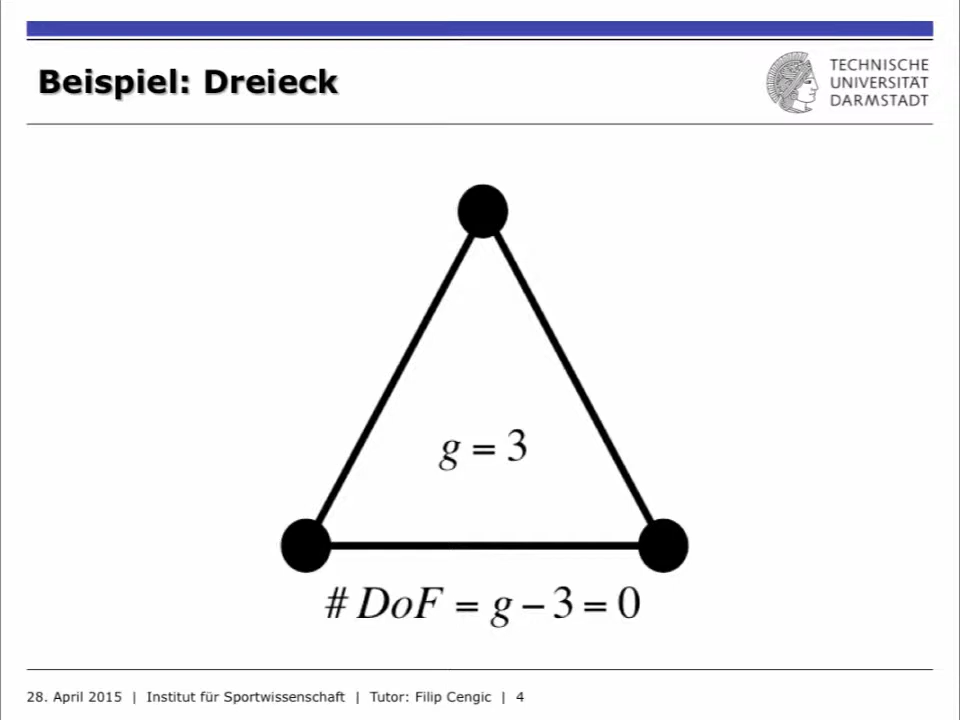 Beispiel: Dreieck
TECHNISCHE
UNIVERSITÄT
DARMSTADT
g = 3
# DoF = g − 3 = 0
28. April 2015 | Institut für Sportwissenschaft | Tutor: Filip Cengic | 4